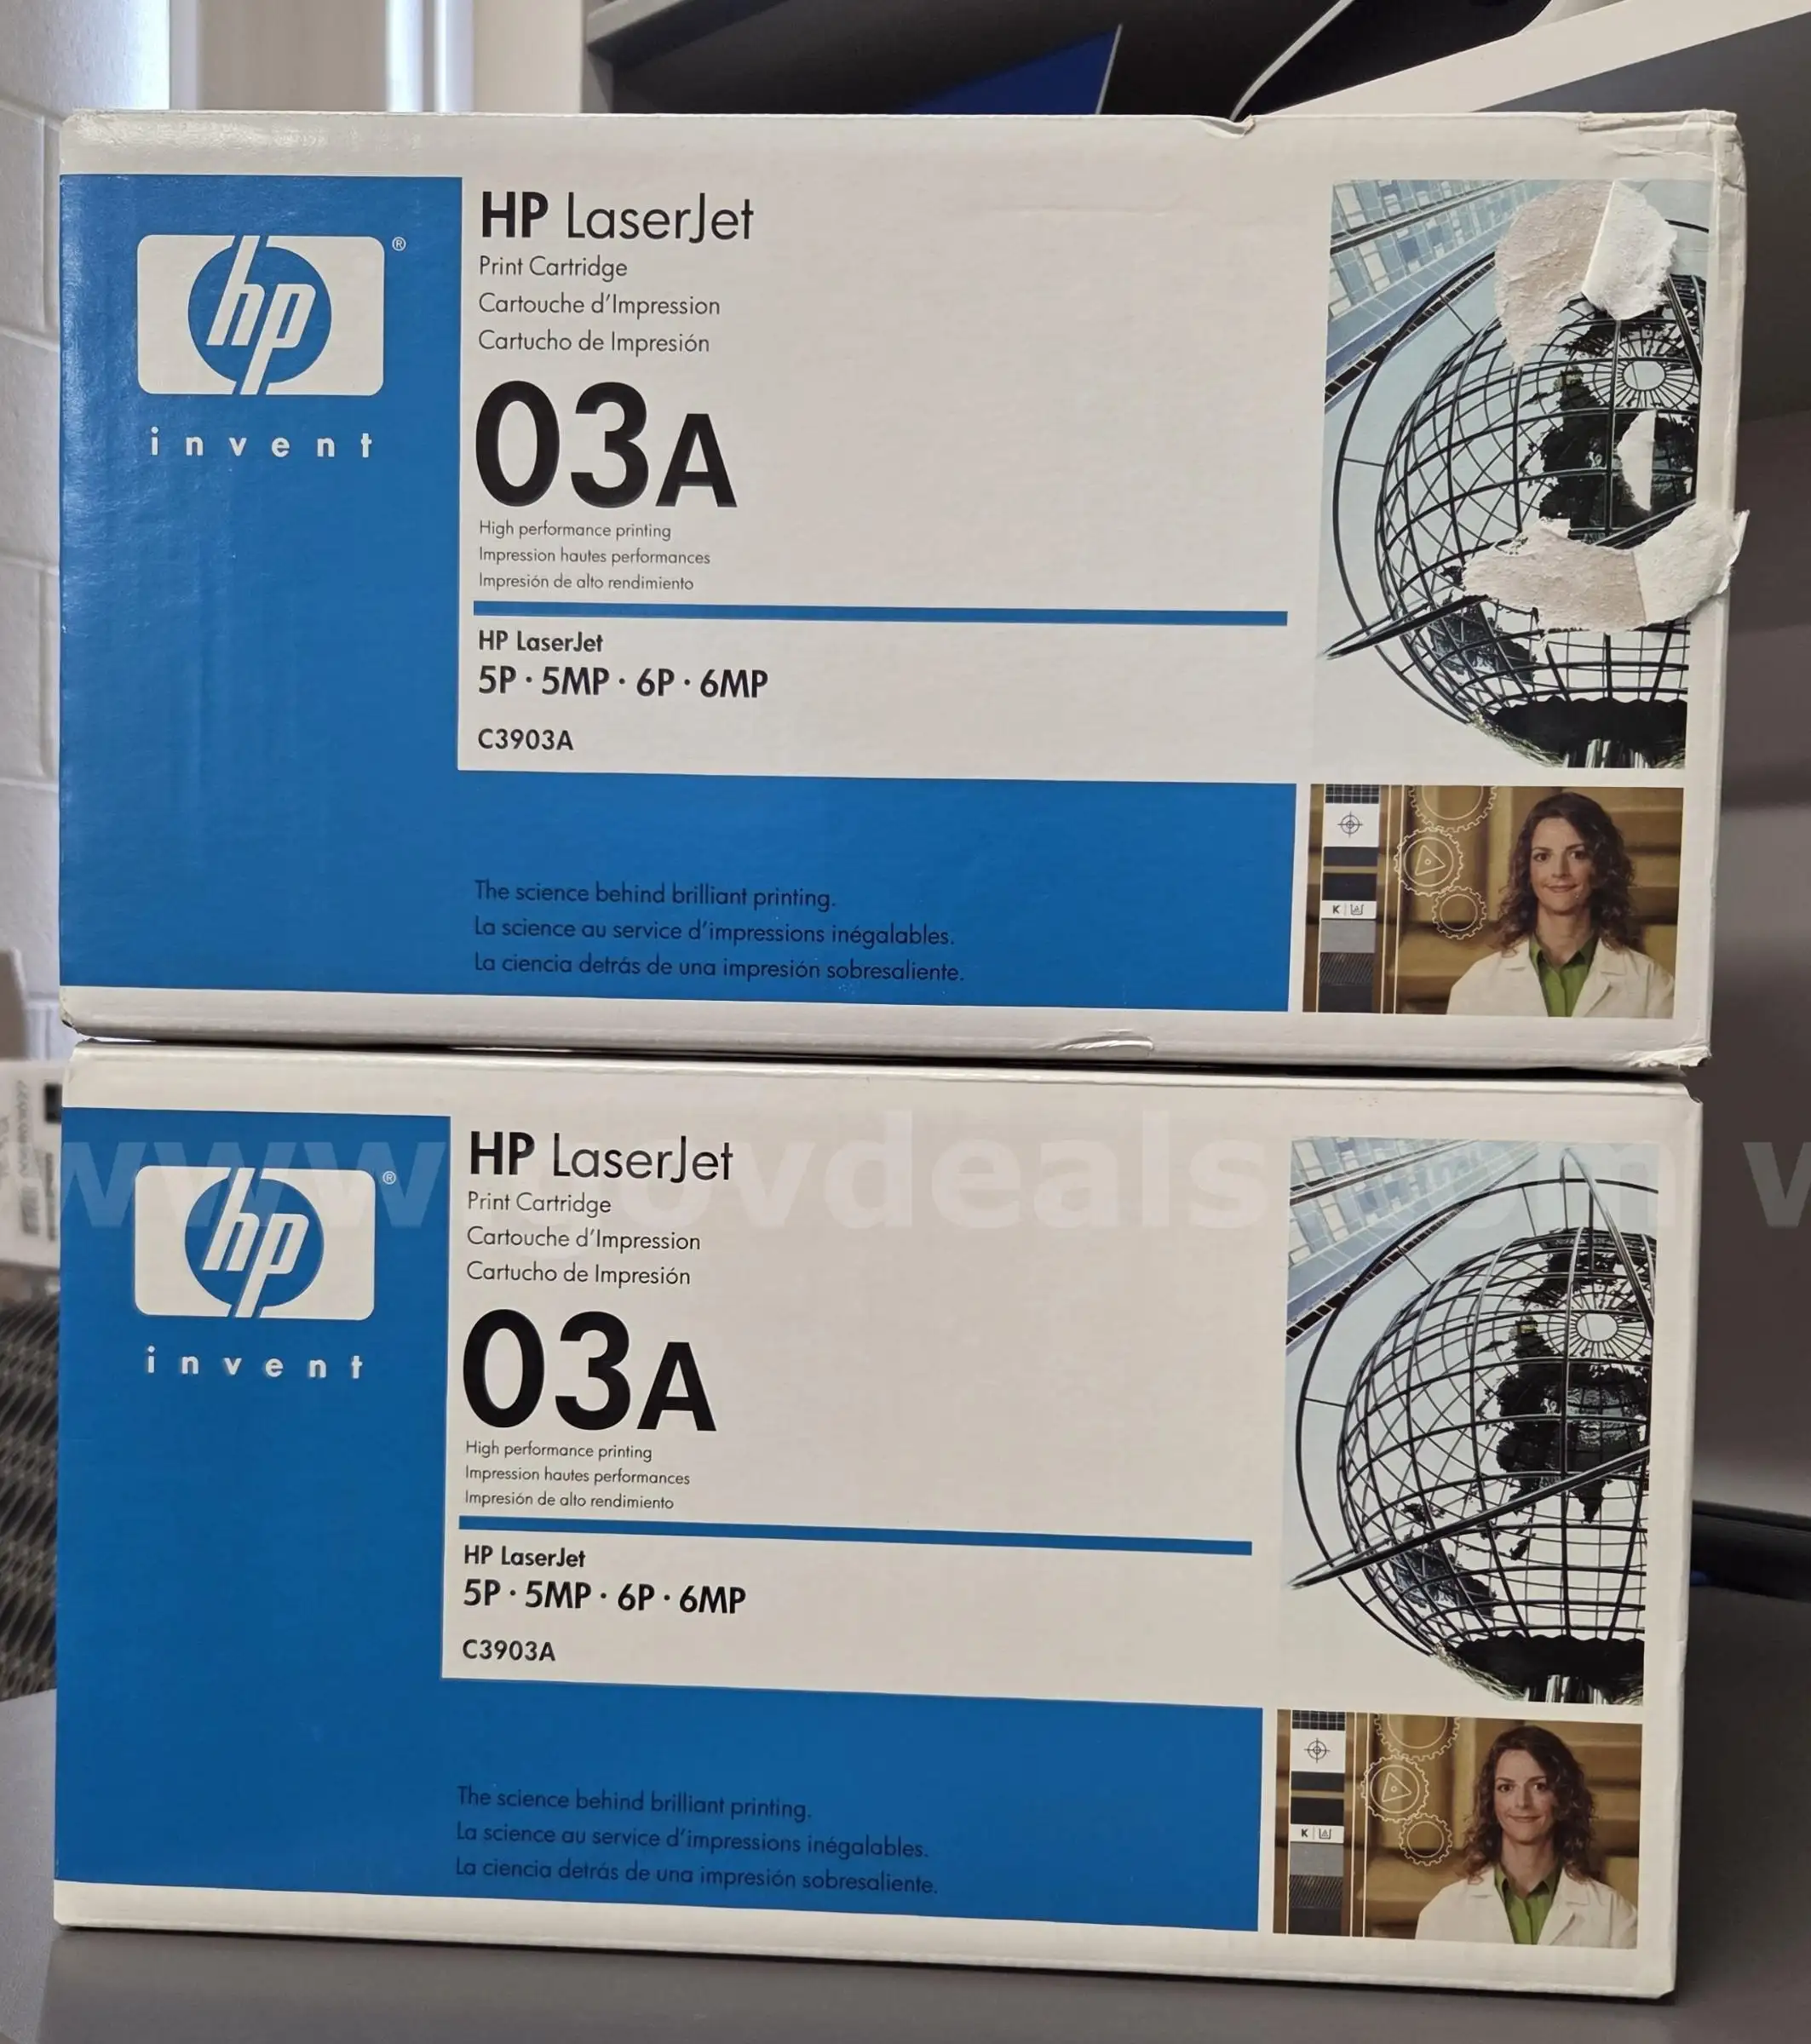 hp®
invent
HP LaserJet
Print Cartridge
Cartouche d'Impression
Cartucho de Impresión
03A
High performance printing
Impression hautes performances
Impresión de alto rendimiento
HP LaserJet
5P · 5MP · 6P · 6MP
C3903A
The science behind brilliant printing.
La science au service d'impressions inégalables.
La ciencia detrás de una impresión sobresaliente.
K
www.govdeals.com
hp®
invent
HP LaserJet
Print Cartridge
Cartouche d'Impression
Cartucho de Impresión
03A
High performance printing
Impression hautes performances
Impresión de alto rendimiento
HP LaserJet
5P · 5MP · 6P · 6MP
C3903A
The science behind brilliant printing.
La science au service d'impressions inégalables.
La ciencia detrás de una impresión sobresaliente.
K